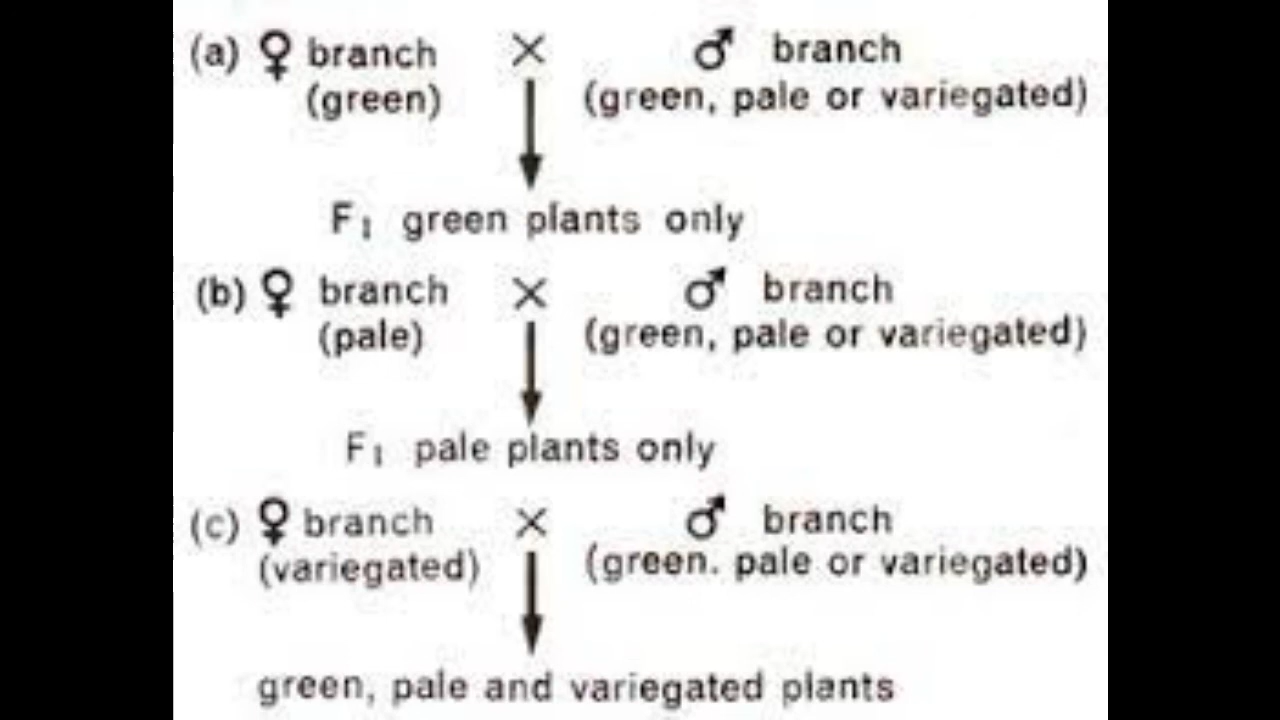 (a) ♀ branch × ♂ branch
(green) (green, pale or variegated)
F₁ green plants only
(b) ♀ branch × ♂ branch
(pale) (green, pale or variegated)
F₁ pale plants only
(c) ♀ branch × ♂ branch
(variegated) (green. pale or variegated)
green, pale and variegated plants